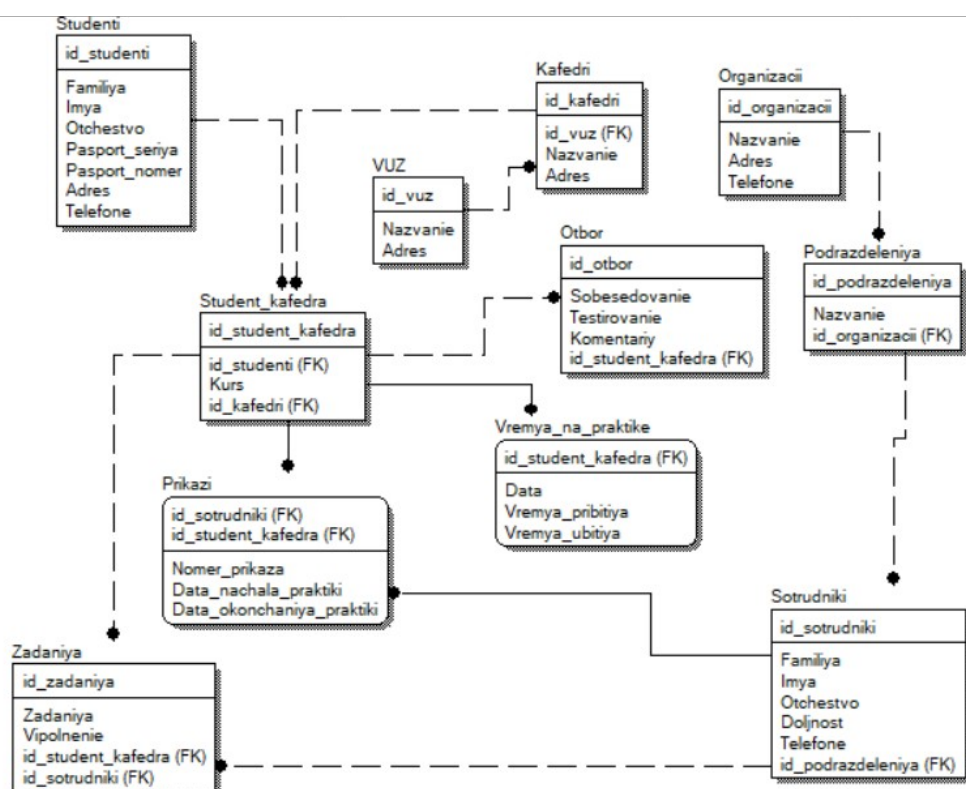 Studenti
id_studenti
Familiya
Imya
Otchestvo
Pasport_seriya
Pasport_nomer
Adres
Telefone
Kafedri
id_kafedri
id_vuz (FK)
Nazvanie
Adres
Organizacii
id_organizacii
Nazvanie
Adres
Telefone
VUZ
id_vuz
Nazvanie
Adres
Otbor
id_otbor
Sobesedovanie
Testirovanie
Komentariy
id_student_kafedra (FK)
Podrazdeleniya
id_podrazdeleniya
Nazvanie
id_organizacii (FK)
Student_kafedra
id_student_kafedra
id_studenti (FK)
Kurs
id_kafedri (FK)
Vremya_na_praktike
id_student_kafedra (FK)
Data
Vremya_pribitiya
Vremya_ubitiya
Prikazi
id_sotrudniki (FK)
id_student_kafedra (FK)
Nomer_prikaza
Data_nachala_praktiki
Data_okonchaniya_praktiki
Sotrudniki
id_sotrudniki
Familiya
Imya
Otchestvo
Doljnost
Telefone
id_podrazdeleniya (FK)
Zadaniya
id_zadaniya
Zadaniya
Vipolnenie
id_student_kafedra (FK)
id_sotrudniki (FK)